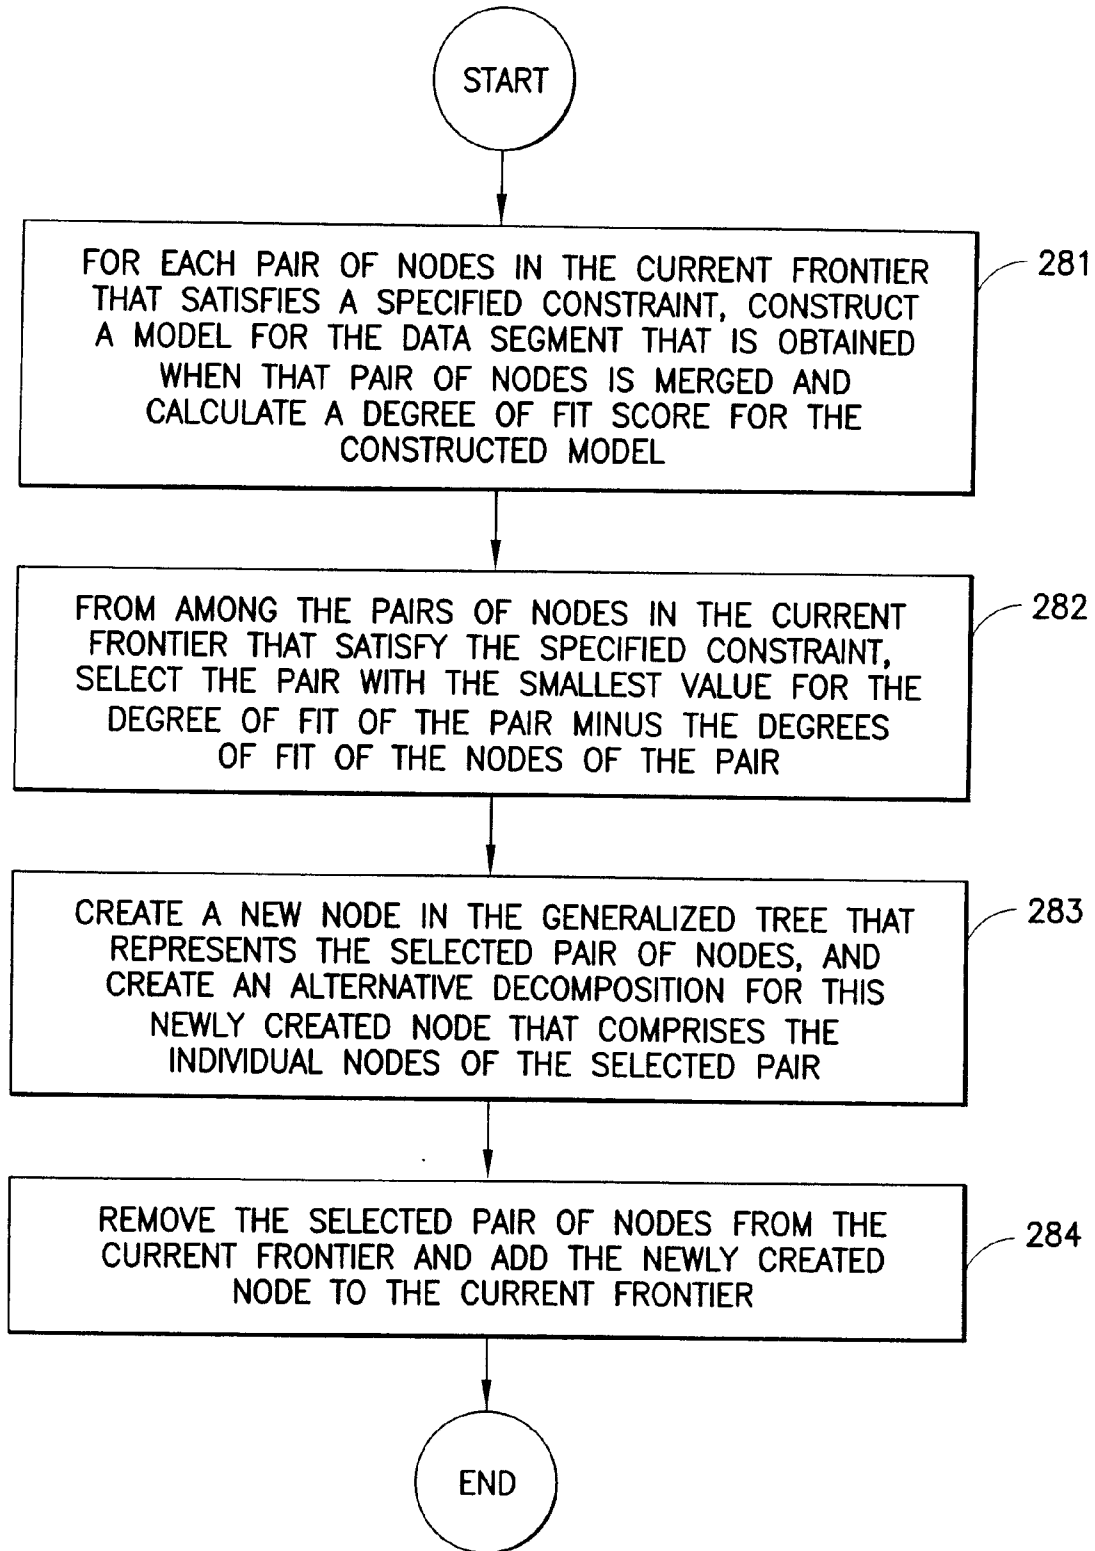 START
FOR EACH PAIR OF NODES IN THE CURRENT FRONTIER
THAT SATISFIES A SPECIFIED CONSTRAINT, CONSTRUCT
A MODEL FOR THE DATA SEGMENT THAT IS OBTAINED
WHEN THAT PAIR OF NODES IS MERGED AND
CALCULATE A DEGREE OF FIT SCORE FOR THE
CONSTRUCTED MODEL
281
FROM AMONG THE PAIRS OF NODES IN THE CURRENT
FRONTIER THAT SATISFY THE SPECIFIED CONSTRAINT,
SELECT THE PAIR WITH THE SMALLEST VALUE FOR THE
DEGREE OF FIT OF THE PAIR MINUS THE DEGREES
OF FIT OF THE NODES OF THE PAIR
282
CREATE A NEW NODE IN THE GENERALIZED TREE THAT
REPRESENTS THE SELECTED PAIR OF NODES, AND
CREATE AN ALTERNATIVE DECOMPOSITION FOR THIS
NEWLY CREATED NODE THAT COMPRISES THE
INDIVIDUAL NODES OF THE SELECTED PAIR
283
REMOVE THE SELECTED PAIR OF NODES FROM THE
CURRENT FRONTIER AND ADD THE NEWLY CREATED
NODE TO THE CURRENT FRONTIER
284
END